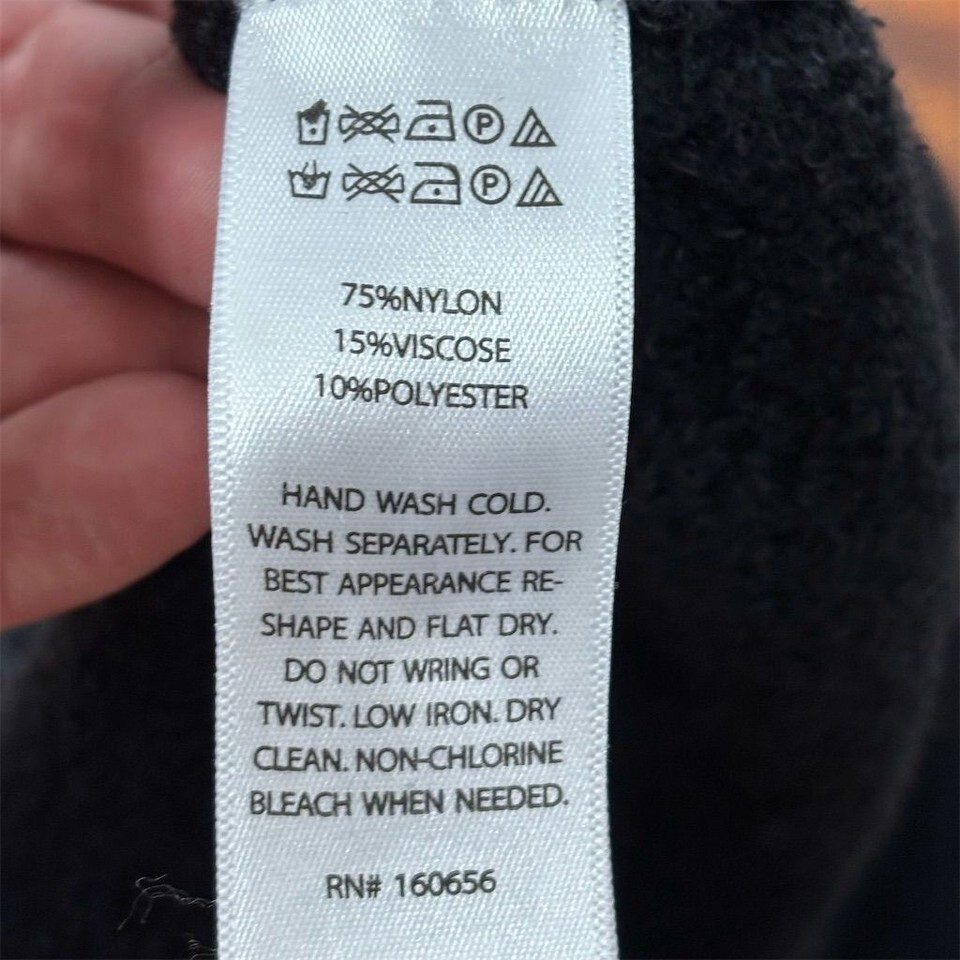 P
P
75%NYLON
15%VISCOSE
10%POLYESTER
HAND WASH COLD.
WASH SEPARATELY. FOR
BEST APPEARANCE RE-
SHAPE AND FLAT DRY.
DO NOT WRING OR
TWIST. LOW IRON. DRY
CLEAN. NON-CHLORINE
BLEACH WHEN NEEDED.
RN# 160656